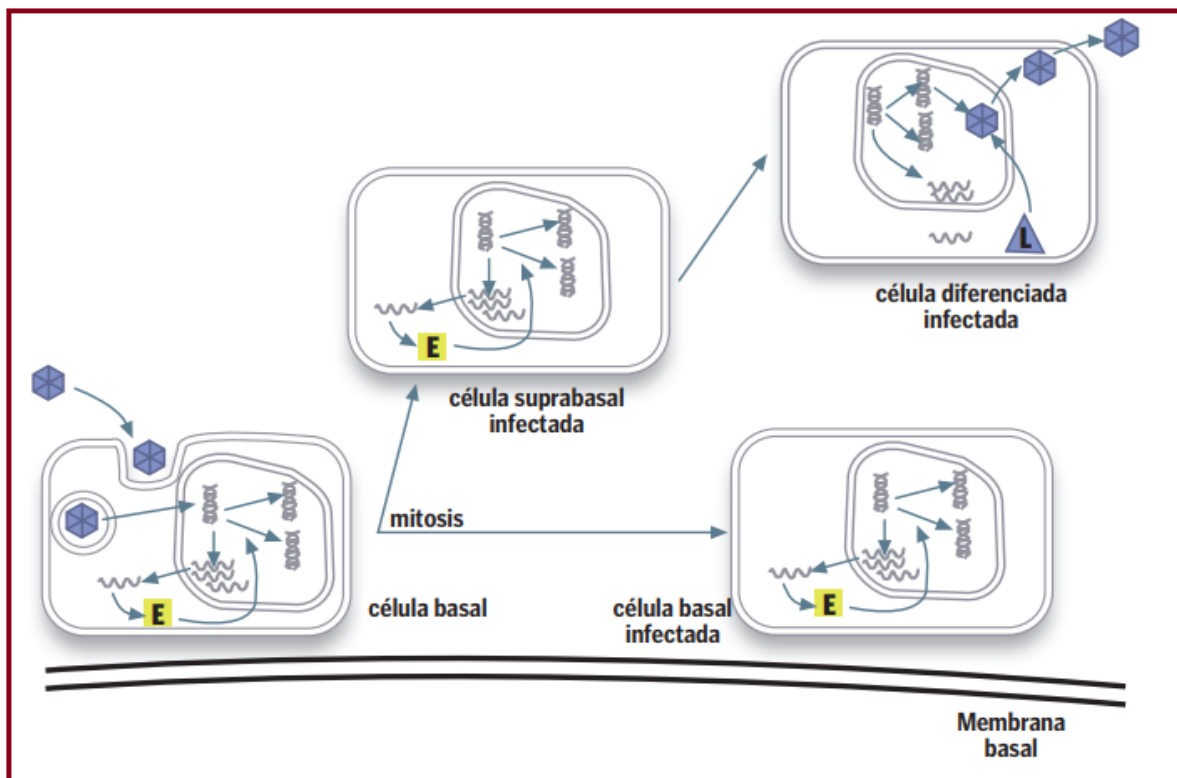 L
célula diferenciada
infectada
E
célula suprabasal
infectada
mitosis
E
célula basal
E
célula basal
infectada
Membrana
basal